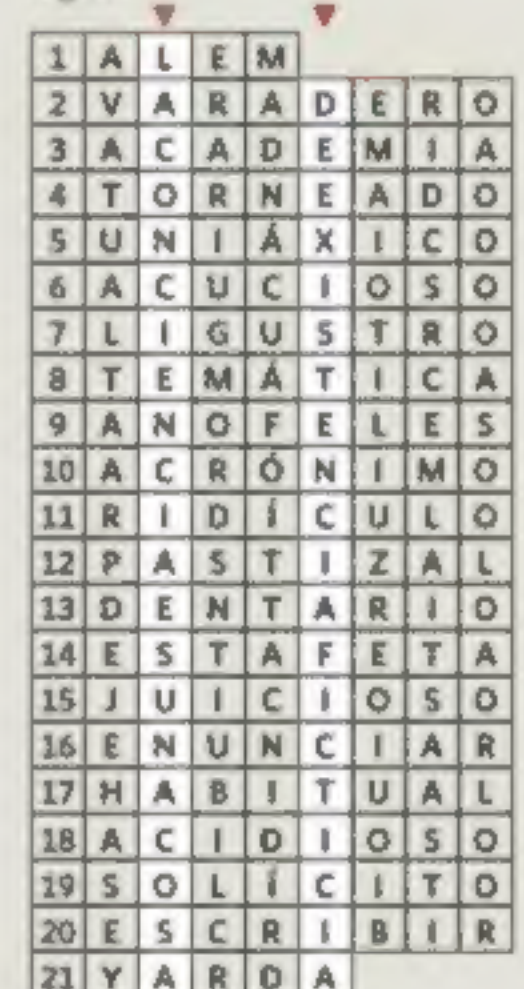 1 A L E M
2 V A R A D E R O
3 A C A D E M I A
4 T O R N E A D O
5 U N I Á X I C O
6 A C U C I O S O
7 L I G U S T R O
8 T E M Á T I C A
9 A N O F E L E S
10 A C R Ó N I M O
11 R I D Í C U L O
12 P A S T I Z A L
13 D E N T A R I O
14 E S T A F E T A
15 J U I C I O S O
16 E N U N C I A R
17 H A B I T U A L
18 A C I D I O S O
19 S O L Í C I T O
20 E S C R I B I R
21 Y A R D A